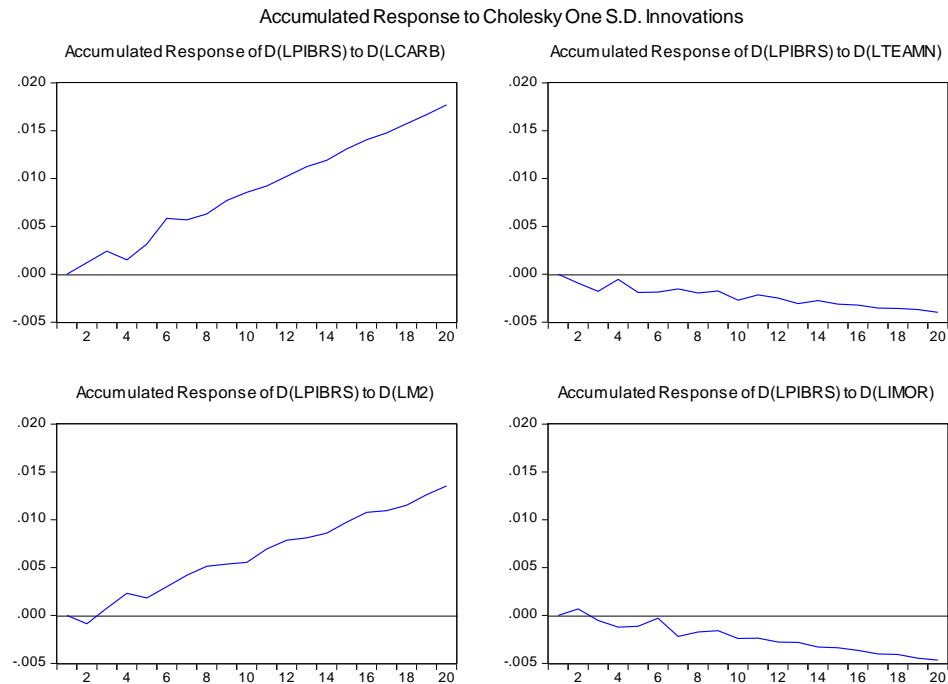 Accumulated Response to Cholesky One S.D. Innovations
Accumulated Response of D(LPIBRS) to D(LCARB)
.020
.015
.010
.005
.000
-.005
2 4 6 8 10 12 14 16 18 20
Accumulated Response of D(LPIBRS) to D(LTEAMN)
.020
.015
.010
.005
.000
-.005
2 4 6 8 10 12 14 16 18 20
Accumulated Response of D(LPIBRS) to D(LM2)
.020
.015
.010
.005
.000
-.005
2 4 6 8 10 12 14 16 18 20
Accumulated Response of D(LPIBRS) to D(LIMOR)
.020
.015
.010
.005
.000
-.005
2 4 6 8 10 12 14 16 18 20